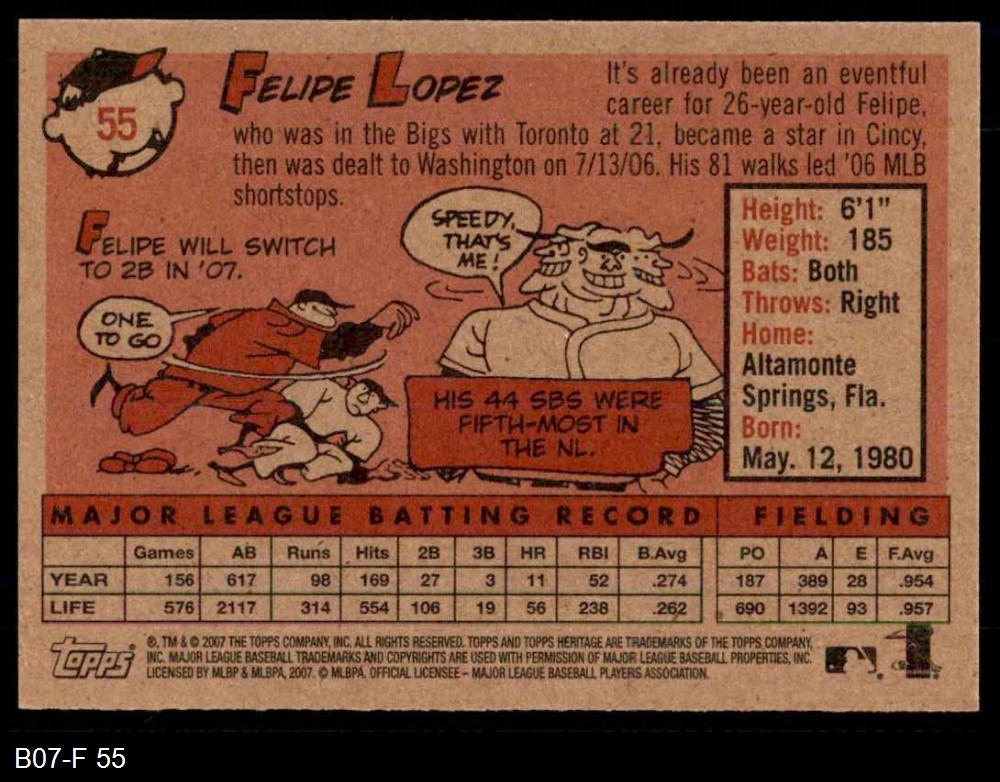 55
FELIPE LOPEZ
It's already been an eventful
career for 26-year-old Felipe,
who was in the Bigs with Toronto at 21, became a star in Cincy,
then was dealt to Washington on 7/13/06. His 81 walks led '06 MLB
shortstops.
FELIPE WILL SWITCH
TO 2B IN '07.
ONE
TO GO
SPEEDY,
THAT'S
ME!
HIS 44 SBS WERE
FIFTH-MOST IN
THE NL.
Height: 6'1"
Weight: 185
Bats: Both
Throws: Right
Home:
Altamonte
Springs, Fla.
Born:
May. 12, 1980
MAJOR LEAGUE BATTING RECORD FIELDING
Games AB Runs Hits 2B 3B HR RBI B.Avg PO A E F.Avg
YEAR 156 617 98 169 27 3 11 52 .274 187 389 28 .954
LIFE 576 2117 314 554 106 19 56 238 .262 690 1392 93 .957
Topps
®, TM & © 2007 THE TOPPS COMPANY, INC. ALL RIGHTS RESERVED. TOPPS AND TOPPS HERITAGE ARE TRADEMARKS OF THE TOPPS COMPANY,
INC. MAJOR LEAGUE BASEBALL TRADEMARKS AND COPYRIGHTS ARE USED WITH PERMISSION OF MAJOR LEAGUE BASEBALL PROPERTIES, INC.
LICENSED BY MLBP & MLBPA, 2007. © MLBPA. OFFICIAL LICENSEE – MAJOR LEAGUE BASEBALL PLAYERS ASSOCIATION.
B07-F 55